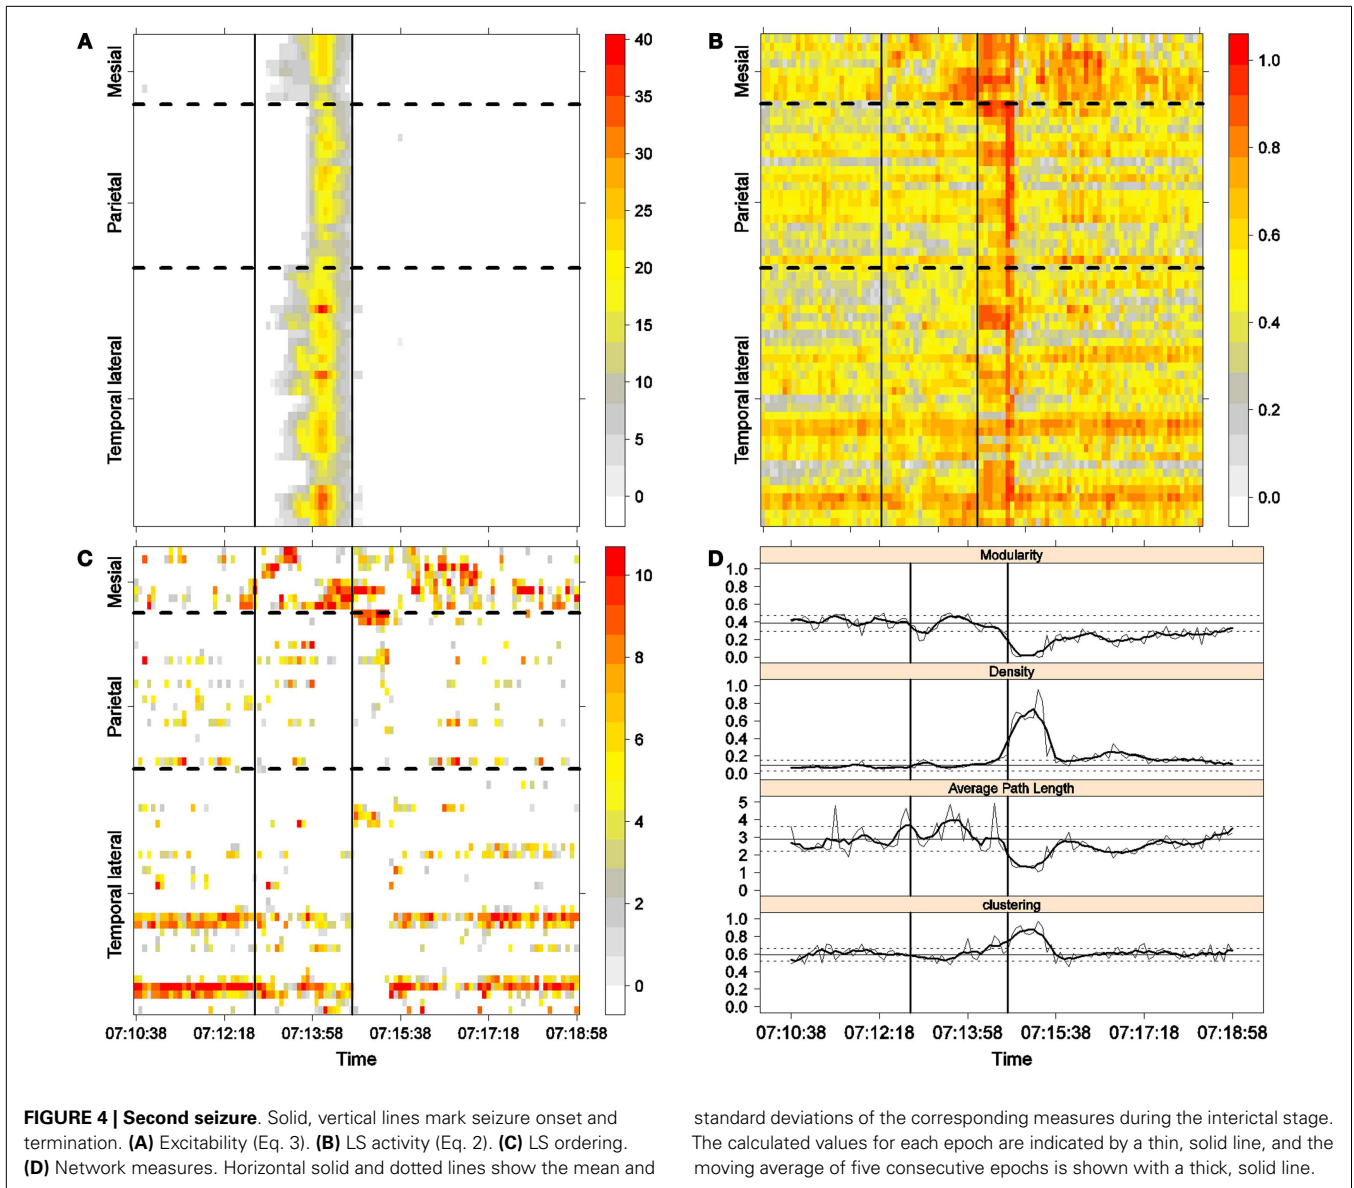 A
Mesial
Parietal
Temporal lateral
40
35
30
25
20
15
10
5
0
B
Mesial
Parietal
Temporal lateral
1.0
0.8
0.6
0.4
0.2
0.0
C
Mesial
Parietal
Temporal lateral
10
8
6
4
2
0
07:10:38 07:12:18 07:13:58 07:15:38 07:17:18 07:18:58
Time
D
Modularity
1.0
0.8
0.6
0.4
0.2
0.0
Density
1.0
0.8
0.6
0.4
0.2
0.0
Average Path Length
5
4
3
2
1
0
clustering
1.0
0.8
0.6
0.4
0.2
0.0
07:10:38 07:12:18 07:13:58 07:15:38 07:17:18 07:18:58
Time
FIGURE 4 | Second seizure. Solid, vertical lines mark seizure onset and
termination. (A) Excitability (Eq. 3). (B) LS activity (Eq. 2). (C) LS ordering.
(D) Network measures. Horizontal solid and dotted lines show the mean and
standard deviations of the corresponding measures during the interictal stage.
The calculated values for each epoch are indicated by a thin, solid line, and the
moving average of five consecutive epochs is shown with a thick, solid line.